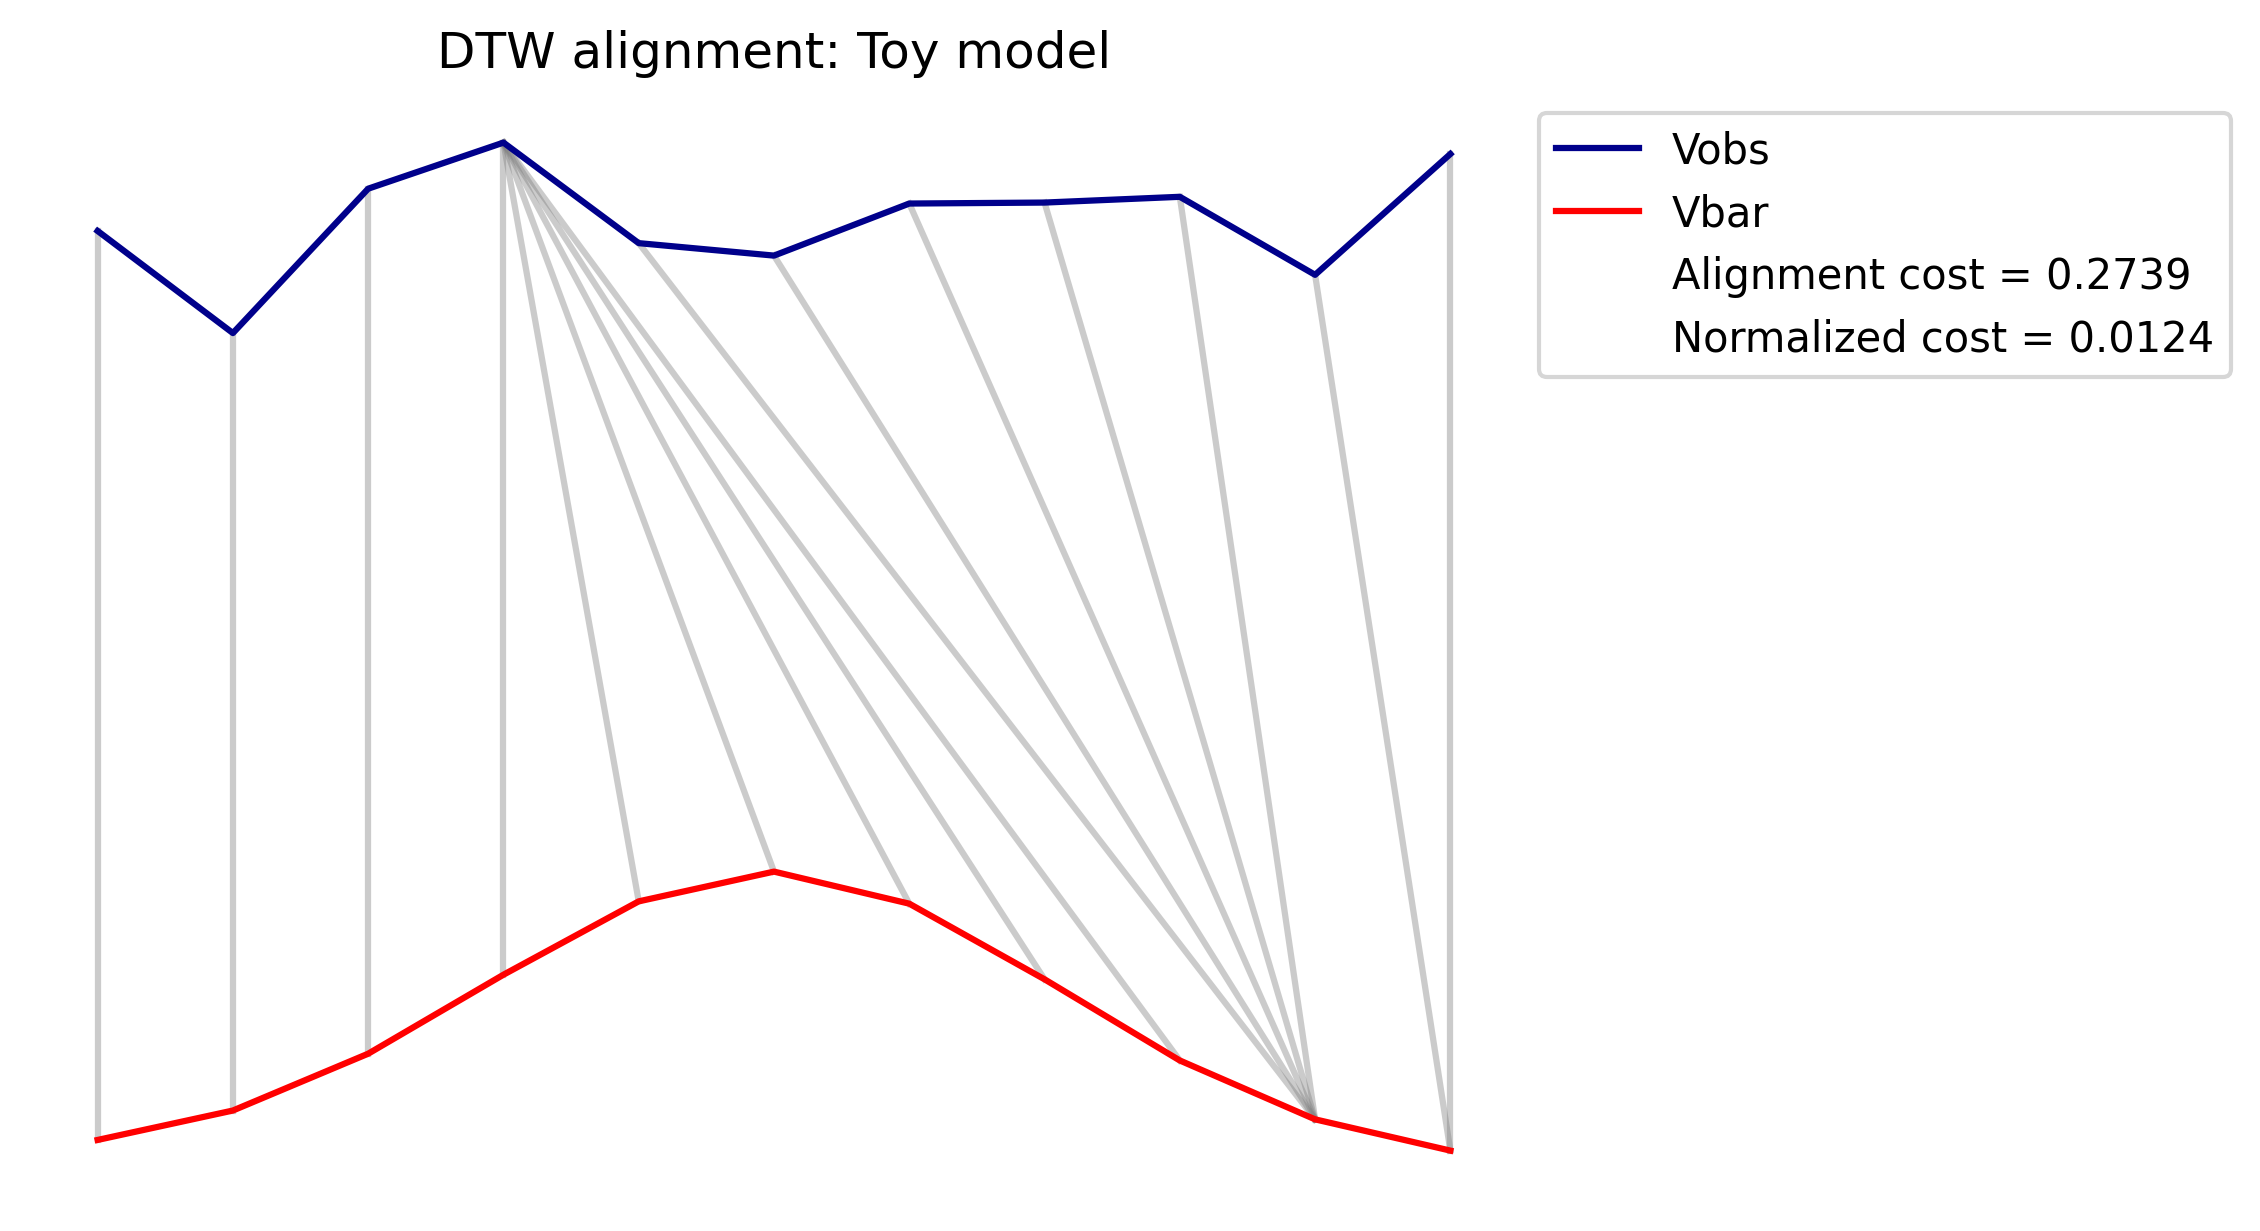 DTW alignment: Toy model
Vobs
Vbar
Alignment cost = 0.2739
Normalized cost = 0.0124